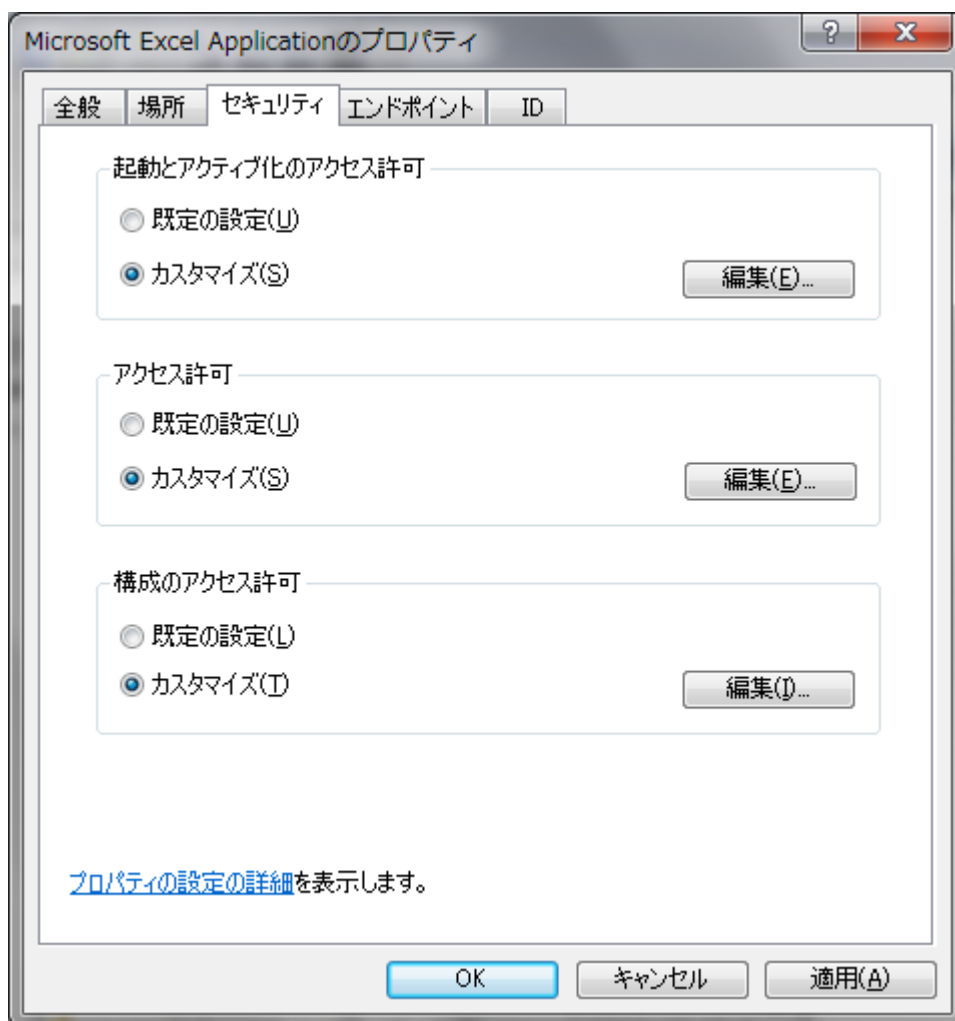 Microsoft Excel Applicationのプロパティ
全般 場所 セキュリティ エンドポイント ID
起動とアクティブ化のアクセス許可
既定の設定(U)
カスタマイズ(S) 編集(E)...
アクセス許可
既定の設定(U)
カスタマイズ(S) 編集(E)...
構成のアクセス許可
既定の設定(L)
カスタマイズ(T) 編集(I)...
プロパティの設定の詳細を表示します。
OK キャンセル 適用(A)